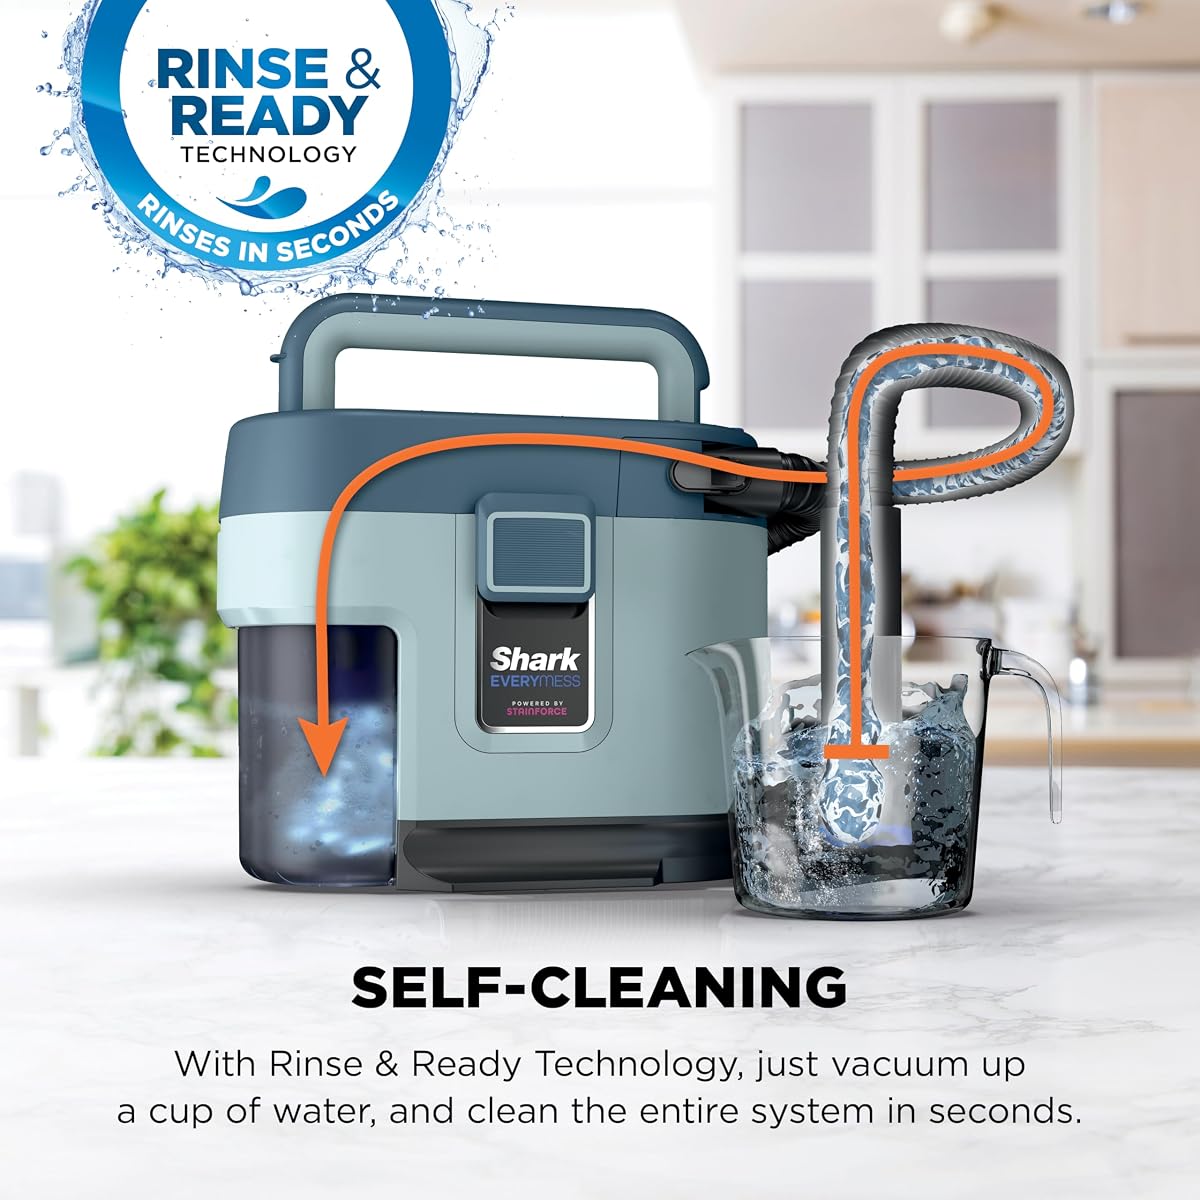 RINSE &
READY
TECHNOLOGY
RINSES IN SECONDS
Shark
EVERYMESS
POWERED BY
STAINFORCE
SELF-CLEANING
With Rinse & Ready Technology, just vacuum up
a cup of water, and clean the entire system in seconds.